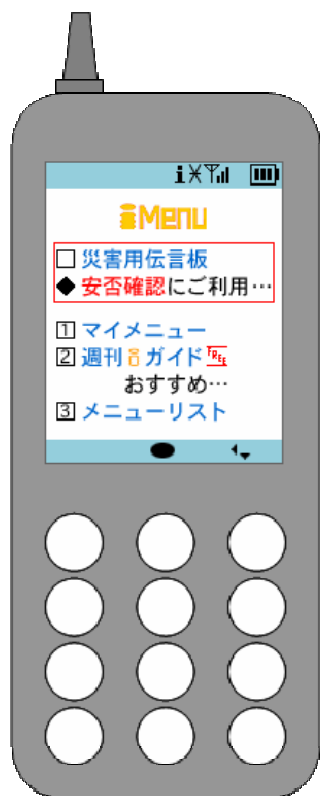 iMenu
災害用伝言板
◆安否確認にご利用…
1 マイメニュー
2 週刊iガイド FREE
おすすめ…
3 メニューリスト